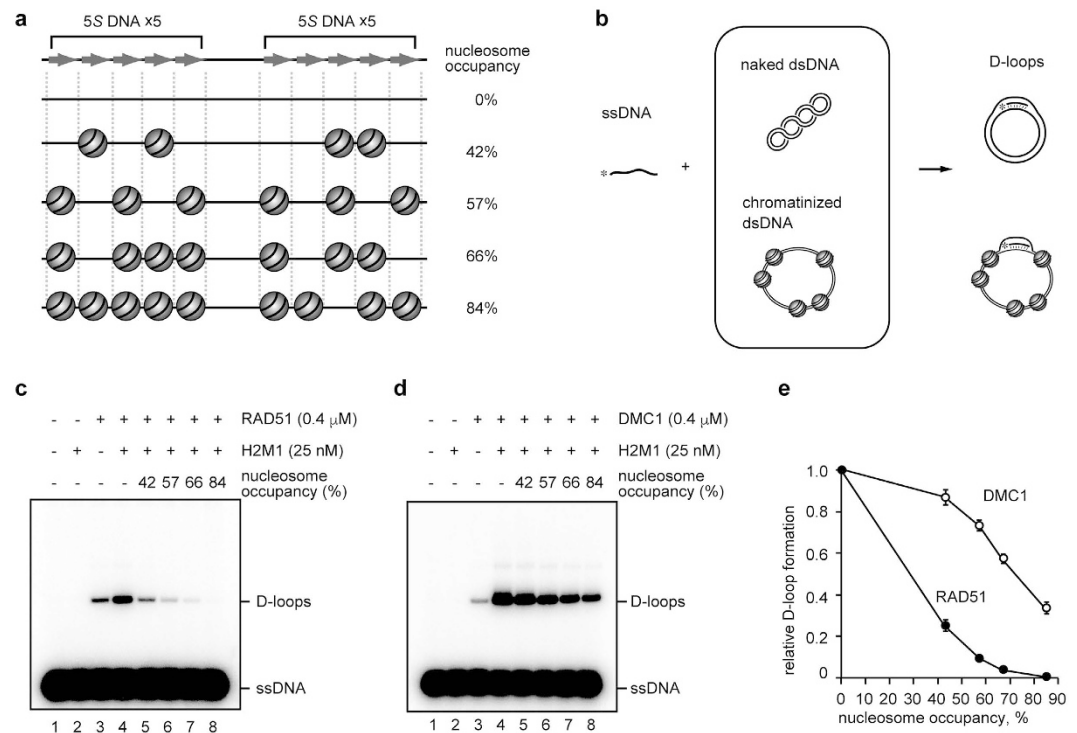 a
5S DNA ×5 5S DNA ×5
nucleosome
occupancy
0%
42%
57%
66%
84%
b
naked dsDNA
D-loops
ssDNA
*
+
*
chromatinized
dsDNA
*
c
- - + + + + + + RAD51 (0.4 μM)
- + - + + + + + H2M1 (25 nM)
- - - - 42 57 66 84 nucleosome
occupancy (%)
D-loops
ssDNA
1 2 3 4 5 6 7 8
d
- - + + + + + + DMC1 (0.4 μM)
- + - + + + + + H2M1 (25 nM)
- - - - 42 57 66 84 nucleosome
occupancy (%)
D-loops
ssDNA
1 2 3 4 5 6 7 8
e
relative D-loop formation
1.0
0.8
0.6
0.4
0.2
0
DMC1
RAD51
0 10 20 30 40 50 60 70 80 90
nucleosome occupancy, %